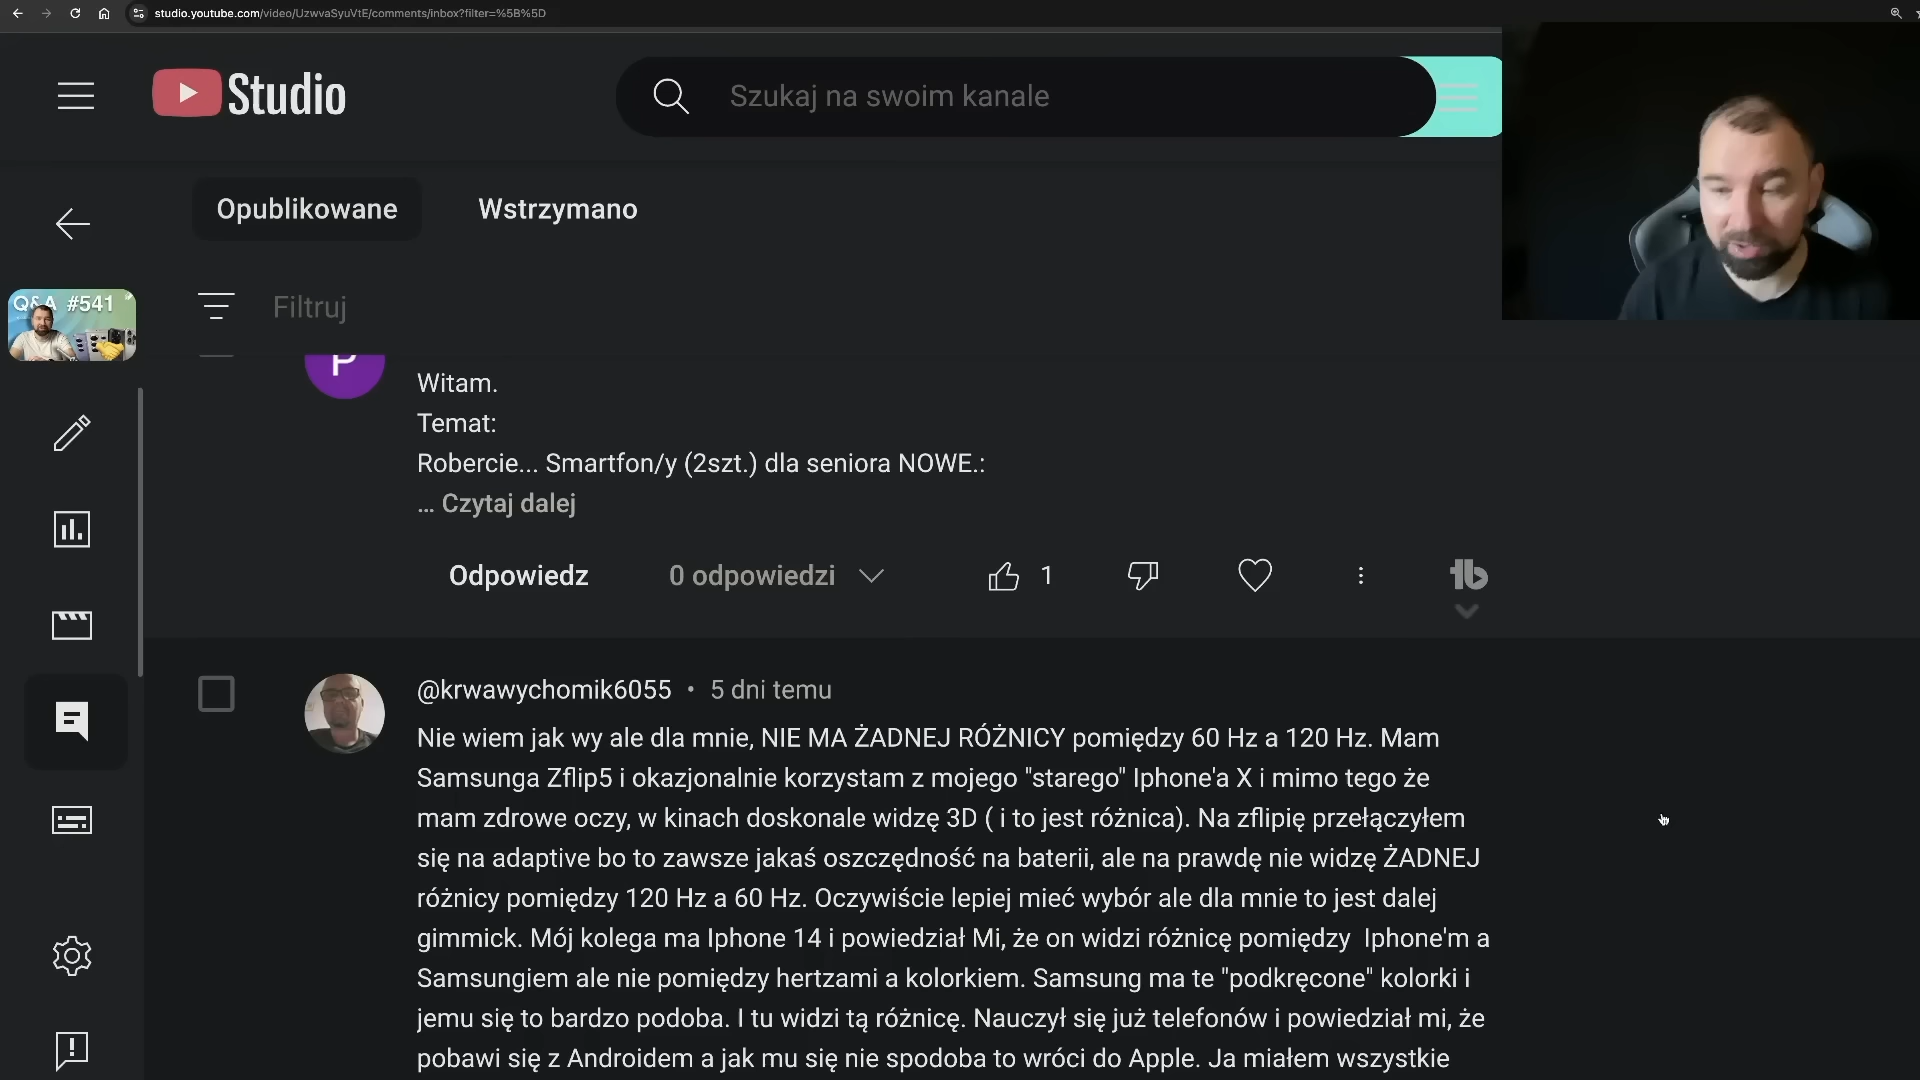 studio.youtube.com/video/UzwvaSyuVtE/comments/inbox?filter=%5B%5D
Studio
Szukaj na swoim kanale
Opublikowane
Wstrzymano
Q&A #541
Filtruj
P
Witam.
Temat:
Robercie... Smartfon/y (2szt.) dla seniora NOWE.:
... Czytaj dalej
Odpowiedz
0 odpowiedzi
1
@krwawychomik6055 • 5 dni temu
Nie wiem jak wy ale dla mnie, NIE MA ŻADNEJ RÓŻNICY pomiędzy 60 Hz a 120 Hz. Mam
Samsunga Zflip5 i okazjonalnie korzystam z mojego "starego" Iphone'a X i mimo tego że
mam zdrowe oczy, w kinach doskonale widzę 3D ( i to jest różnica). Na zflipię przełączyłem
się na adaptive bo to zawsze jakaś oszczędność na baterii, ale na prawdę nie widzę ŻADNEJ
różnicy pomiędzy 120 Hz a 60 Hz. Oczywiście lepiej mieć wybór ale dla mnie to jest dalej
gimmick. Mój kolega ma Iphone 14 i powiedział Mi, że on widzi różnicę pomiędzy  Iphone'm a
Samsungiem ale nie pomiędzy hertzami a kolorkiem. Samsung ma te "podkręcone" kolorki i
jemu się to bardzo podoba. I tu widzi tą różnicę. Nauczył się już telefonów i powiedział mi, że
pobawi się z Androidem a jak mu się nie spodoba to wróci do Apple. Ja miałem wszystkie